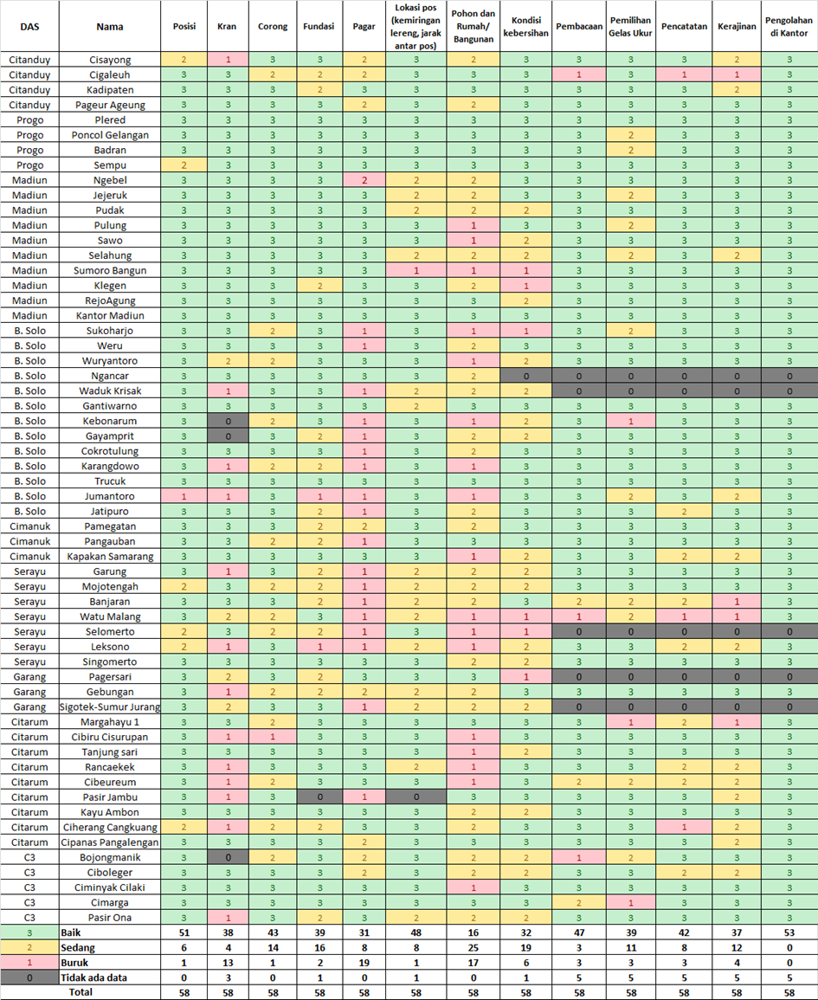 DAS Nama Posisi Kran Corong Fundasi Pagar Lokasi pos (kemiringan lereng, jarak antar pos) Pohon dan Rumah/ Bangunan Kondisi kebersihan Pembacaan Pemilihan Gelas Ukur Pencatatan Kerajinan Pengolahan di Kantor
Citanduy Cisayong 2 1 3 3 2 3 2 3 3 3 3 2 3
Citanduy Cigaleuh 3 3 2 2 2 3 3 3 1 3 1 1 3
Citanduy Kadipaten 3 3 3 2 3 3 3 3 3 3 3 2 3
Citanduy Pageur Ageung 3 3 3 3 2 3 2 3 3 3 3 3 3
Progo Plered 3 3 3 3 3 3 3 3 3 3 3 3 3
Progo Poncol Gelangan 3 3 3 3 3 3 3 3 3 2 3 3 3
Progo Badran 3 3 3 3 3 3 3 3 3 2 3 3 3
Progo Sempu 2 3 3 3 3 3 3 3 3 3 3 3 3
Madiun Ngebel 3 3 3 3 2 2 2 3 3 3 3 3 3
Madiun Jejeruk 3 3 3 3 3 2 2 3 3 2 3 3 3
Madiun Pudak 3 3 3 3 3 2 2 2 3 3 3 3 3
Madiun Pulung 3 3 3 3 3 3 1 3 3 2 3 3 3
Madiun Sawo 3 3 3 3 3 3 1 2 3 3 3 3 3
Madiun Selahung 3 3 3 3 3 2 2 2 3 2 3 2 3
Madiun Sumoro Bangun 3 3 3 3 3 1 1 1 3 3 3 3 3
Madiun Klegen 3 3 3 2 3 3 2 1 3 3 3 3 3
Madiun RejoAgung 3 3 3 3 3 3 3 2 3 3 3 3 3
Madiun Kantor Madiun 3 3 3 3 3 3 3 3 3 3 3 3 3
B. Solo Sukoharjo 3 3 2 3 1 3 1 1 3 2 3 3 3
B. Solo Weru 3 3 3 3 1 3 2 3 3 3 3 3 3
B. Solo Wuryantoro 3 2 2 3 3 3 1 2 3 3 3 3 3
B. Solo Ngancar 3 3 3 3 3 3 2 0 0 0 0 0 0
B. Solo Waduk Krisak 3 1 3 3 1 2 2 2 0 0 0 0 0
B. Solo Gantiwarno 3 3 3 3 3 2 3 3 3 3 3 3 3
B. Solo Kebonarum 3 0 2 3 1 3 1 2 3 1 3 3 3
B. Solo Gayamprit 3 0 3 2 1 3 2 2 3 3 3 3 3
B. Solo Cokrotulung 3 3 3 3 1 3 2 3 3 3 3 3 3
B. Solo Karangdowo 3 1 2 2 1 3 1 3 3 3 3 3 3
B. Solo Trucuk 3 3 3 3 3 3 3 3 3 3 3 3 3
B. Solo Jumantoro 1 1 3 1 1 3 1 3 3 2 3 2 3
B. Solo Jatipuro 3 3 3 2 1 3 2 3 3 3 2 3 3
Cimanuk Pamegatan 3 3 3 2 2 3 2 3 3 3 3 3 3
Cimanuk Pangauban 3 3 2 2 1 3 3 3 3 3 3 3 3
Cimanuk Kapakan Samarang 3 3 3 3 3 3 1 2 3 3 2 2 3
Serayu Garung 3 1 3 2 1 2 2 2 3 3 3 3 3
Serayu Mojotengah 2 3 2 2 1 2 2 2 3 3 3 3 3
Serayu Banjaran 3 3 3 2 1 2 2 3 2 2 2 1 3
Serayu Watu Malang 3 2 2 3 1 2 1 1 1 2 1 1 3
Serayu Selomerto 2 3 2 2 1 3 1 1 0 0 0 0 0
Serayu Leksono 2 1 3 1 1 2 1 2 3 3 2 2 3
Serayu Singomerto 3 3 3 3 3 3 2 2 3 3 3 3 3
Garang Pagersari 3 2 3 2 3 3 3 1 0 0 0 0 0
Garang Gebungan 3 1 2 2 2 2 2 3 3 3 3 3 3
Garang Sigotek-Sumur Jurang 3 2 3 3 1 2 2 2 0 0 0 0 0
Citarum Margahayu 1 3 3 2 3 3 3 3 3 3 1 2 1 3
Citarum Cibiru Cisurupan 3 1 1 3 3 3 1 3 3 3 3 3 3
Citarum Tanjung sari 3 3 3 3 3 3 1 2 3 3 3 3 3
Citarum Rancaekek 3 1 3 3 3 2 1 3 3 3 2 2 3
Citarum Cibeureum 3 1 2 3 3 3 1 3 2 2 2 2 3
Citarum Pasir Jambu 3 1 3 0 1 0 3 3 3 3 3 2 3
Citarum Kayu Ambon 3 3 3 3 3 3 2 2 3 3 3 3 3
Citarum Ciherang Cangkuang 2 1 2 2 3 3 2 3 3 3 1 2 3
Citarum Cipanas Pangalengan 3 3 3 3 2 3 3 3 3 3 3 2 3
C3 Bojongmanik 3 0 2 3 2 3 2 2 1 2 3 3 3
C3 Ciboleger 3 3 3 3 2 3 2 2 3 3 2 2 3
C3 Ciminyak Cilaki 3 3 3 3 3 3 1 3 3 3 3 3 3
C3 Cimarga 3 3 3 3 3 3 3 3 2 1 3 3 3
C3 Pasir Ona 3 1 3 2 3 2 2 2 3 3 3 3 3
3 Baik 51 38 43 39 31 48 16 32 47 39 42 37 53
2 Sedang 6 4 14 16 8 8 25 19 3 11 8 12 0
1 Buruk 1 13 1 2 19 1 17 6 3 3 3 4 0
0 Tidak ada data 0 3 0 1 0 1 0 1 5 5 5 5 5
Total 58 58 58 58 58 58 58 58 58 58 58 58 58